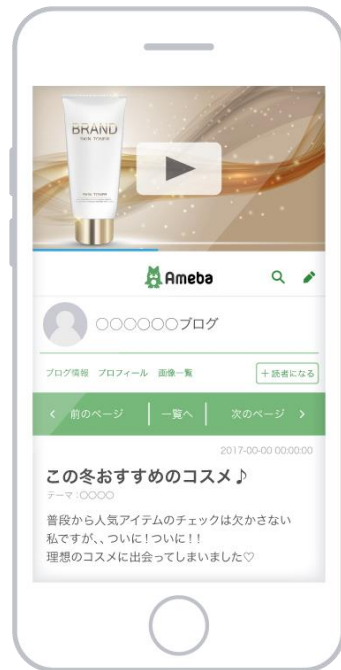 BRAND
SKIN TONER
SKIN TONER
Ameba
○○○○○○ブログ
ブログ情報 プロフィール 画像一覧 +読者になる
< 前のページ 一覧へ 次のページ >
2017-00-00 00:00:00
この冬おすすめのコスメ♪
テーマ:○○○○
普段から人気アイテムのチェックは欠かさない
私ですが、、ついに!ついに!!
理想のコスメに出会ってしまいました♡